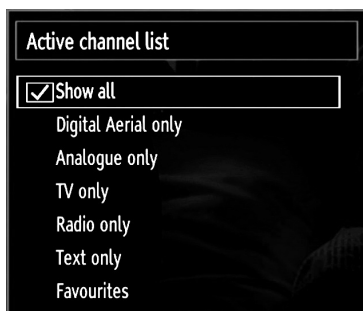 Active channel list
Show all
Digital Aerial only
Analogue only
TV only
Radio only
Text only
Favourites